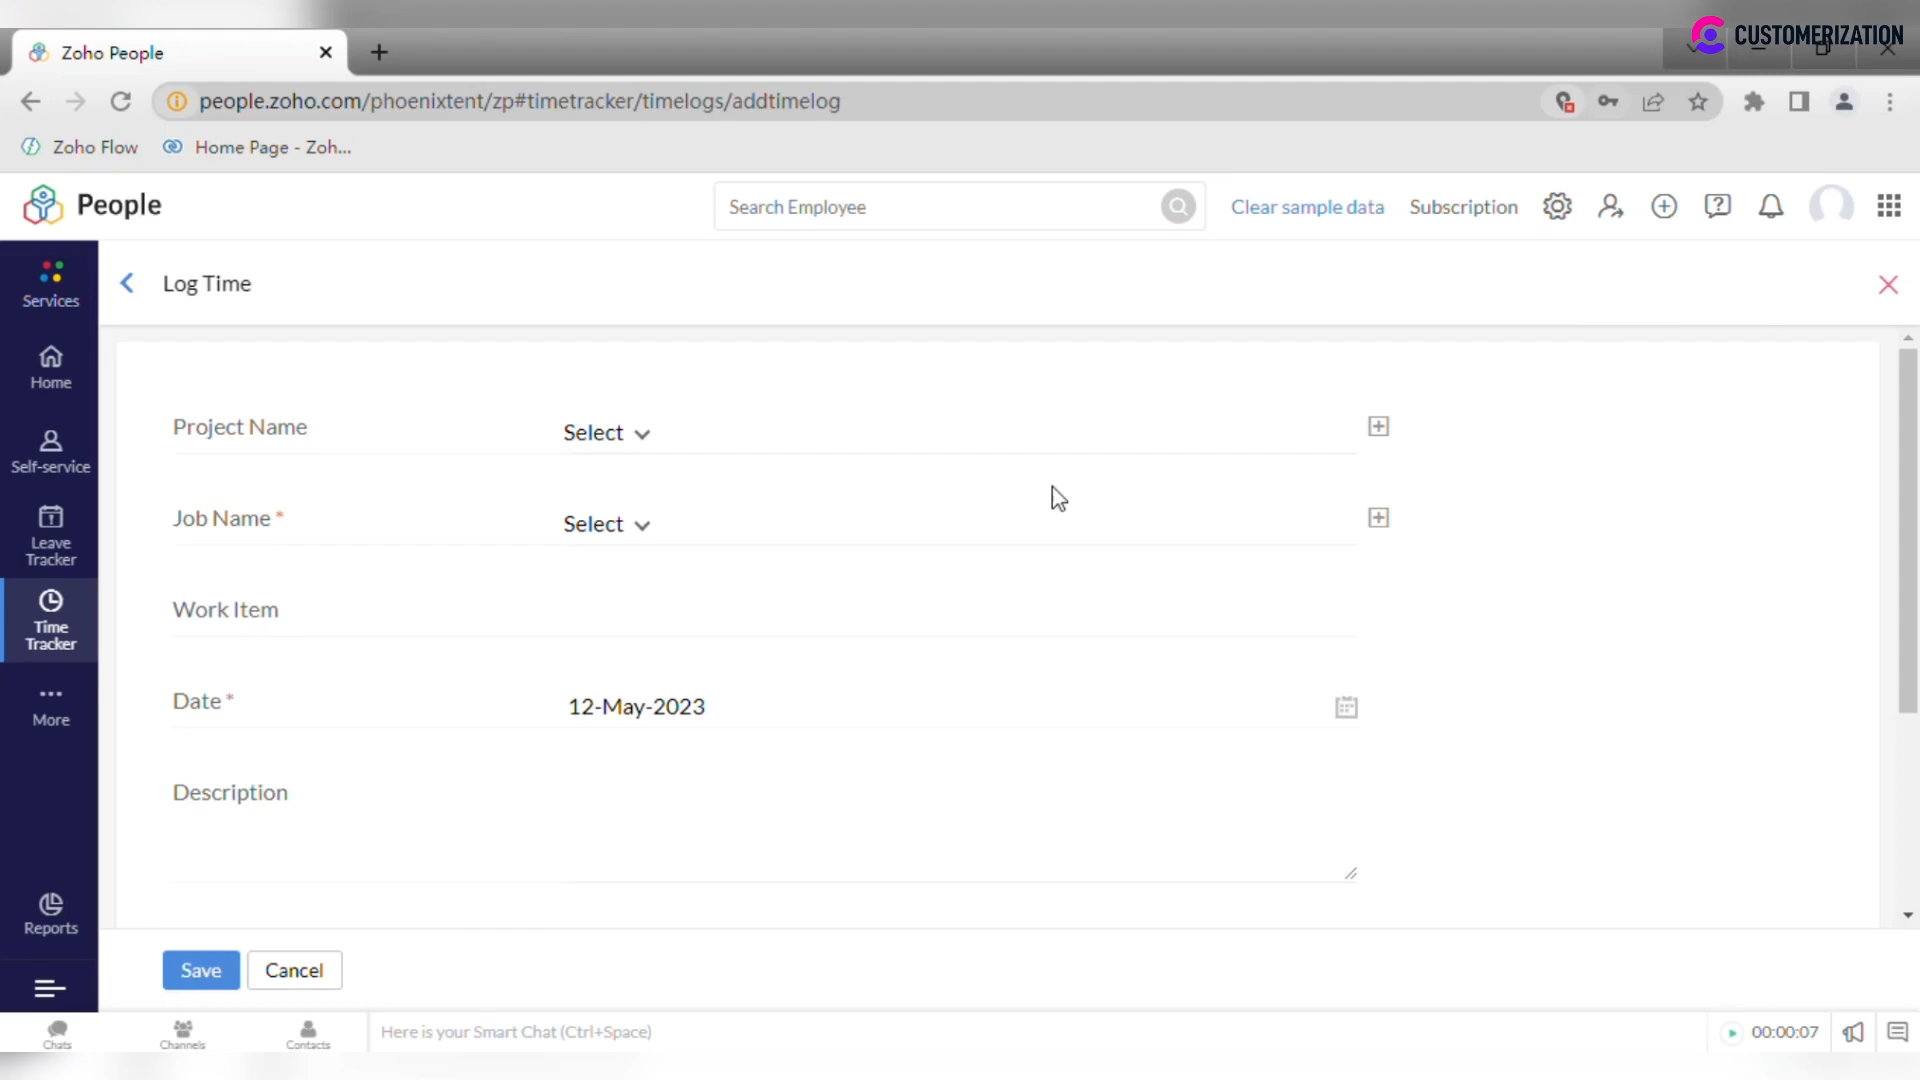 CUSTOMERIZATION
Zoho People
people.zoho.com/phoenixtent/zp#timetracker/timelogs/addtimelog
Zoho Flow
Home Page - Zoh...
People
Search Employee
Clear sample data
Subscription
Services
Log Time
Home
Project Name
Select
Self-service
Job Name *
Select
Leave
Tracker
Work Item
Time
Tracker
Date *
12-May-2023
More
Description
Reports
Save
Cancel
Chats
Channels
Contacts
Here is your Smart Chat (Ctrl+Space)
00:00:07